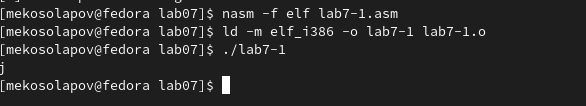 [mekosolapov@fedora lab07]$ nasm -f elf lab7-1.asm
[mekosolapov@fedora lab07]$ ld -m elf_i386 -o lab7-1 lab7-1.o
[mekosolapov@fedora lab07]$ ./lab7-1
j
[mekosolapov@fedora lab07]$